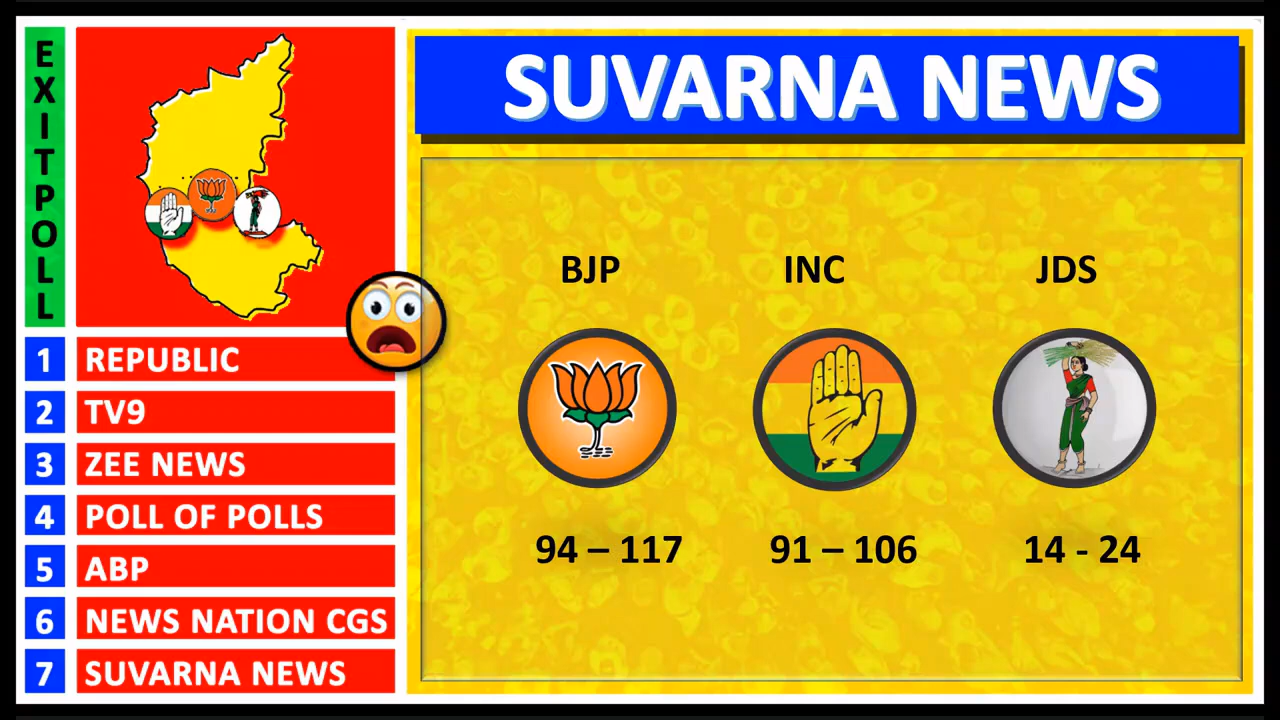 EXITPOLL
1 REPUBLIC
2 TV9
3 ZEE NEWS
4 POLL OF POLLS
5 ABP
6 NEWS NATION CGS
7 SUVARNA NEWS
SUVARNA NEWS
BJP INC JDS
94 – 117 91 – 106 14 - 24